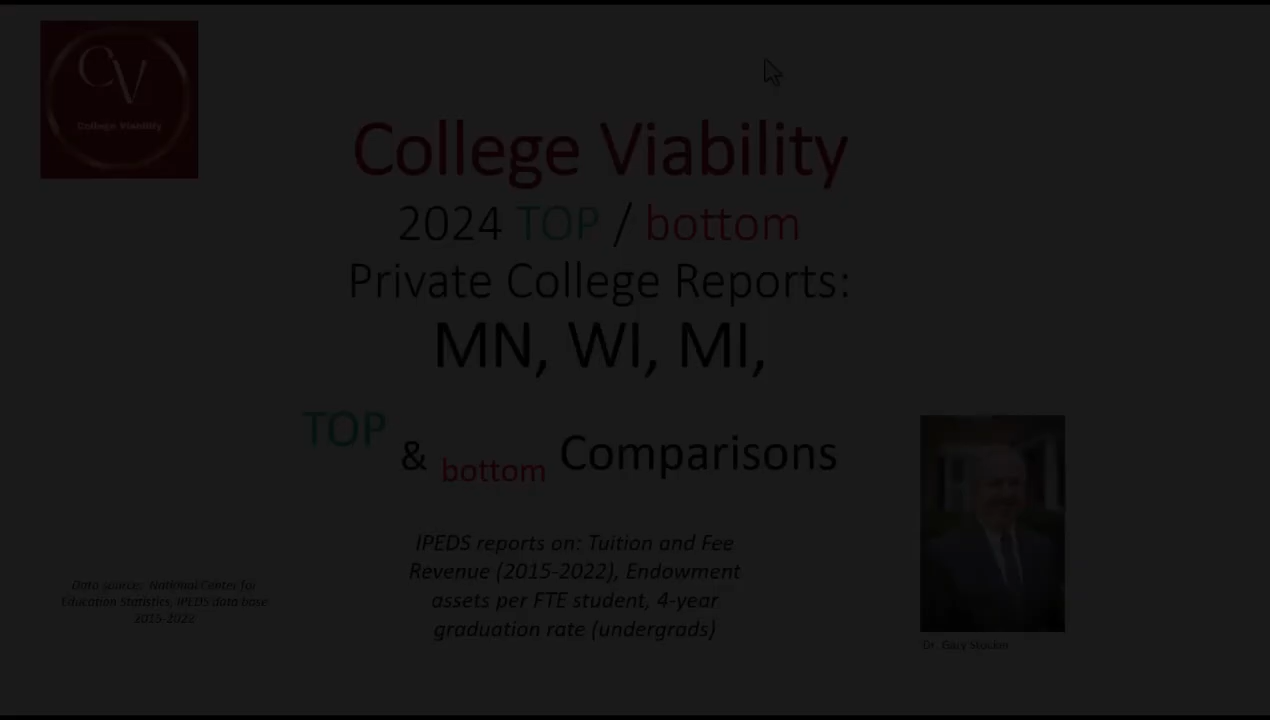 CV
College Viability
College Viability
2024 TOP / bottom
Private College Reports:
MN, WI, MI,
TOP & bottom Comparisons
IPEDS reports on: Tuition and Fee
Revenue (2015-2022), Endowment
assets per FTE student, 4-year
graduation rate (undergrads)
Data source: National Center for
Education Statistics, IPEDS data base
2015-2022
Dr. Gary Stocker